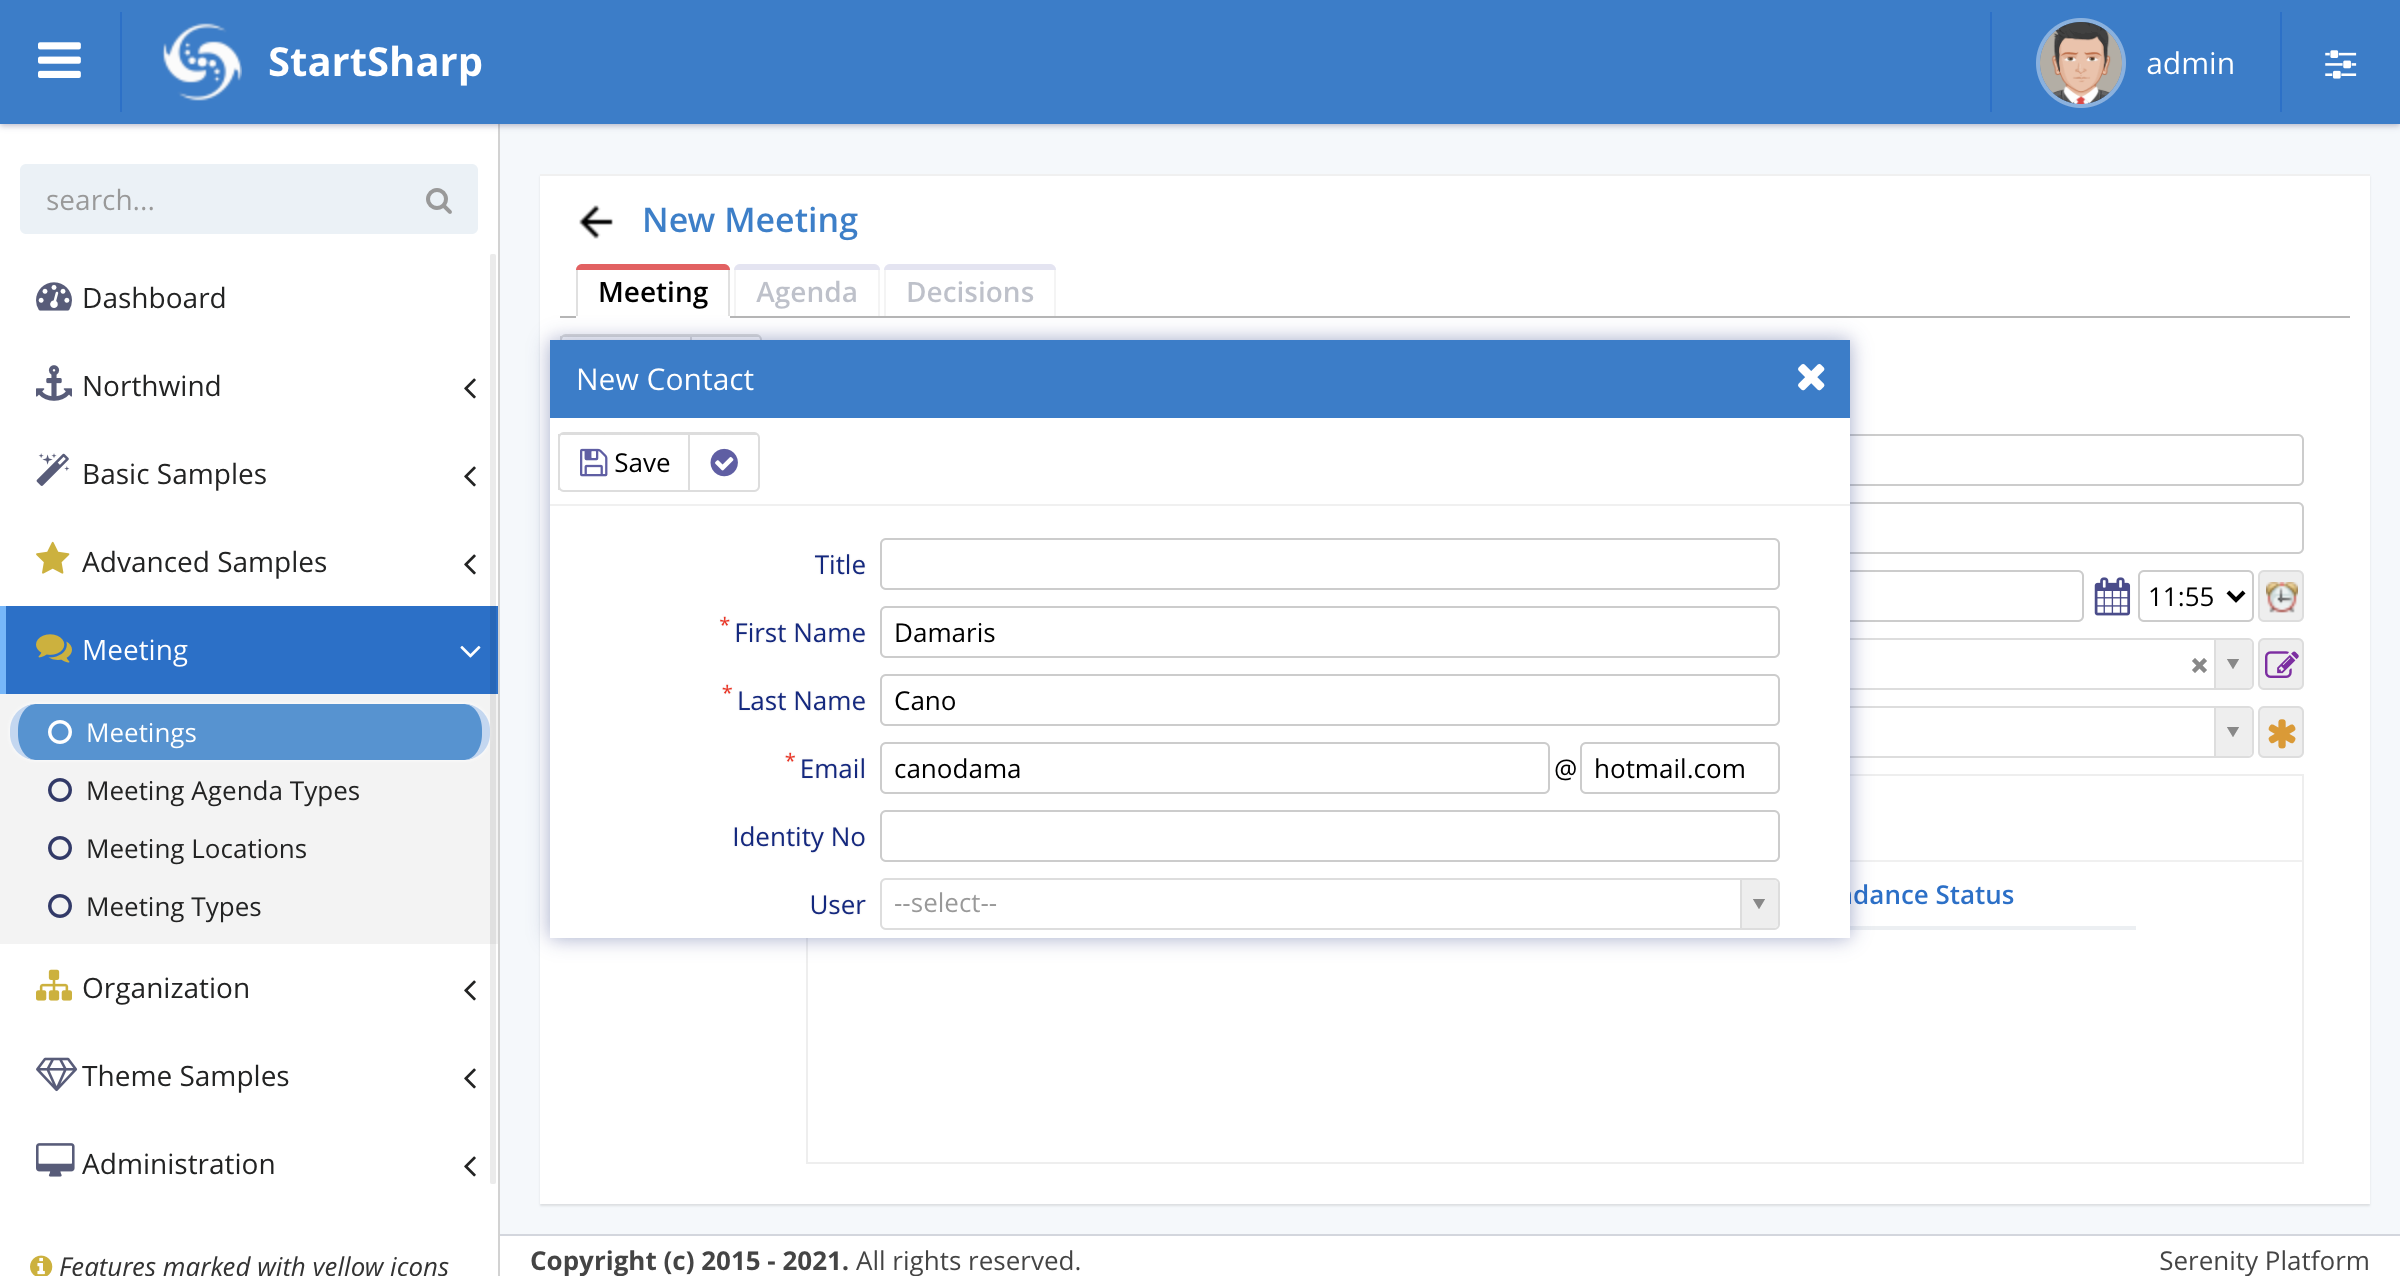 StartSharp
admin
search...
Dashboard
Northwind
Basic Samples
Advanced Samples
Meeting
Meetings
Meeting Agenda Types
Meeting Locations
Meeting Types
Organization
Theme Samples
Administration
Features marked with yellow icons
New Meeting
Meeting Agenda Decisions
New Contact
Save
Title
* First Name Damaris
* Last Name Cano
* Email canodama @ hotmail.com
Identity No
User --select--
11:55
dance Status
Copyright (c) 2015 - 2021. All rights reserved.
Serenity Platform